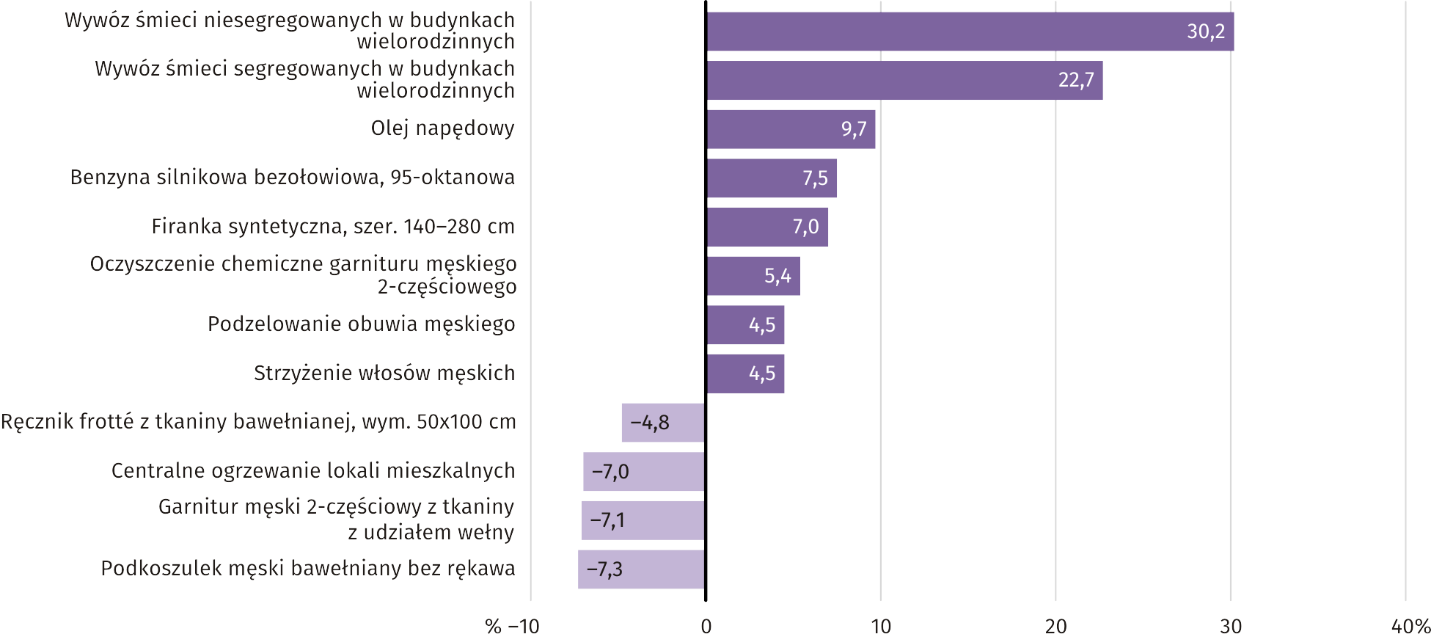 Wywóz śmieci niesegregowanych w budynkach
wielorodzinnych
30,2
Wywóz śmieci segregowanych w budynkach
wielorodzinnych
22,7
Olej napędowy
9,7
Benzyna silnikowa bezołowiowa, 95-oktanowa
7,5
Firanka syntetyczna, szer. 140–280 cm
7,0
Oczyszczenie chemiczne garnituru męskiego
2-częściowego
5,4
Podzelowanie obuwia męskiego
4,5
Strzyżenie włosów męskich
4,5
Ręcznik frotté z tkaniny bawełnianej, wym. 50x100 cm
–4,8
Centralne ogrzewanie lokali mieszkalnych
–7,0
Garnitur męski 2-częściowy z tkaniny
z udziałem wełny
–7,1
Podkoszulek męski bawełniany bez rękawa
–7,3
% –10 0 10 20 30 40%